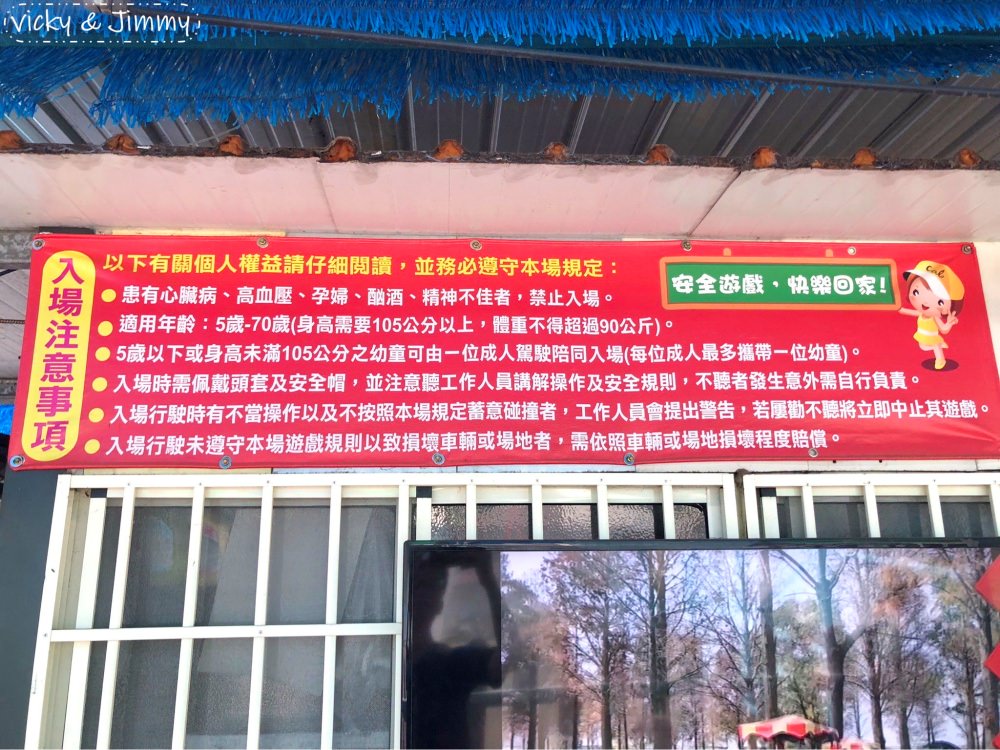 Vicky & Jimmy
入場注意事項
以下有關個人權益請仔細閱讀，並務必遵守本場規定：
安全遊戲，快樂回家！
●患有心臟病、高血壓、孕婦、酗酒、精神不佳者，禁止入場。
●適用年齡：5歲-70歲(身高需要105公分以上，體重不得超過90公斤)。
●5歲以下或身高未滿105公分之幼童可由一位成人駕駛陪同入場(每位成人最多攜帶一位幼童)。
●入場時需佩戴頭套及安全帽，並注意聽工作人員講解操作及安全規則，不聽者發生意外需自行負責。
●入場行駛時有不當操作以及不按照本場規定蓄意碰撞者，工作人員會提出警告，若屢勸不聽將立即中止其遊戲。
●入場行駛未遵守本場遊戲規則以致損壞車輛或場地者，需依照車輛或場地損壞程度賠償。